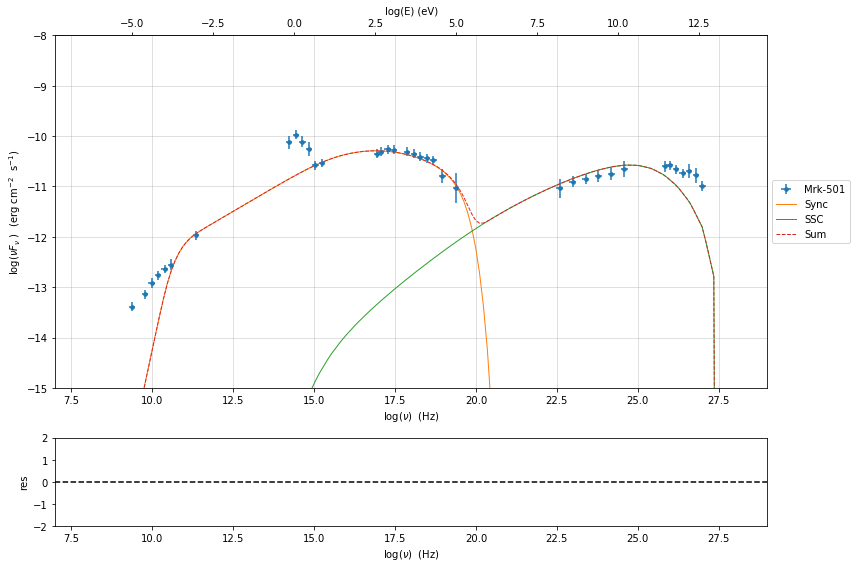 log(E) (eV)
−5.0 −2.5 0.0 2.5 5.0 7.5 10.0 12.5
−8
−9
−10
−11
−12
−13
−14
−15
log(νFν ) (erg cm−2 s−1)
7.5 10.0 12.5 15.0 17.5 20.0 22.5 25.0 27.5
log(ν) (Hz)
Mrk-501
Sync
SSC
Sum
2
1
0
−1
−2
res
7.5 10.0 12.5 15.0 17.5 20.0 22.5 25.0 27.5
log(ν) (Hz)